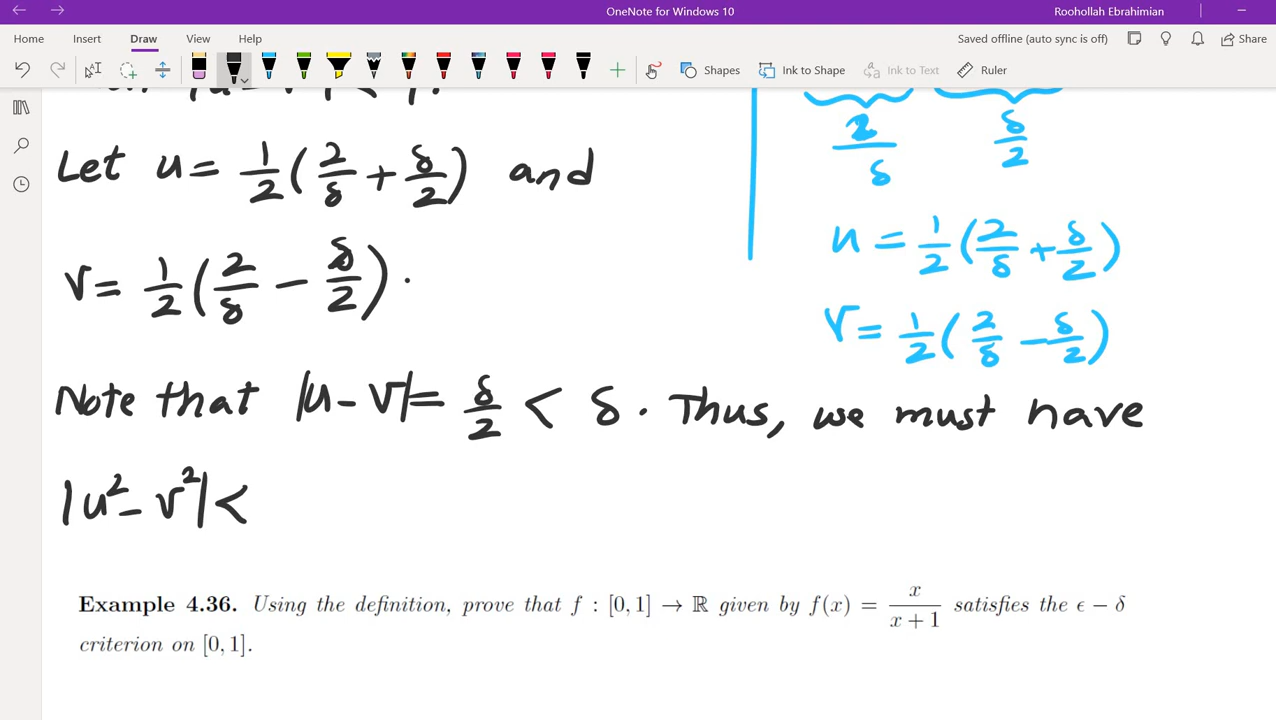 OneNote for Windows 10
Roohollah Ebrahimian
Home Insert Draw View Help
Saved offline (auto sync is off)
Share
Shapes
Ink to Shape
Ink to Text
Ruler
Let u = 1/2 (2/δ + δ/2) and
v = 1/2 (2/δ − δ/2).
Note that |u − v| = δ/2 < δ. Thus, we must have
|u² − v²| <
2/δ δ/2
u = 1/2 (2/δ + δ/2)
v = 1/2 (2/δ − δ/2)
Example 4.36. Using the definition, prove that f : [0, 1] → ℝ given by f(x) = x/(x + 1) satisfies the ϵ − δ
criterion on [0, 1].